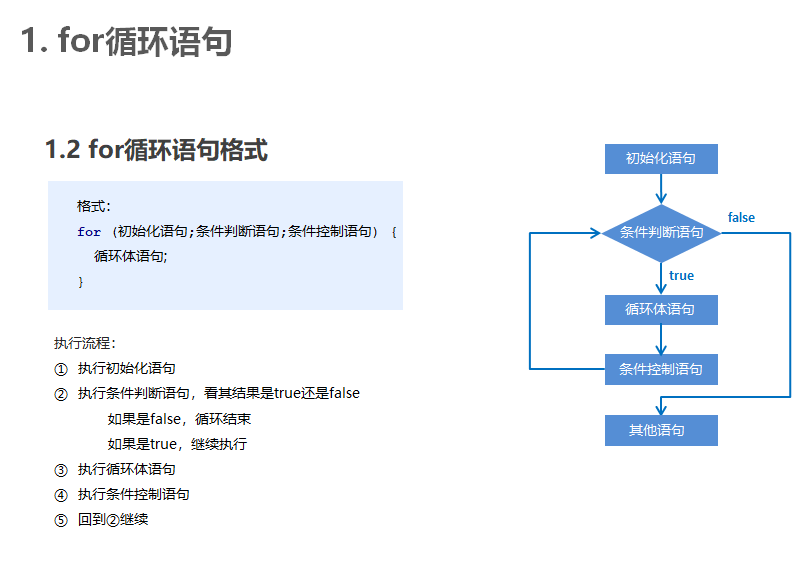 1. for循环语句
1.2 for循环语句格式
格式：
for (初始化语句;条件判断语句;条件控制语句) {
循环体语句;
}
执行流程：
① 执行初始化语句
② 执行条件判断语句，看其结果是true还是false
如果是false，循环结束
如果是true，继续执行
③ 执行循环体语句
④ 执行条件控制语句
⑤ 回到②继续
初始化语句
条件判断语句
false
true
循环体语句
条件控制语句
其他语句